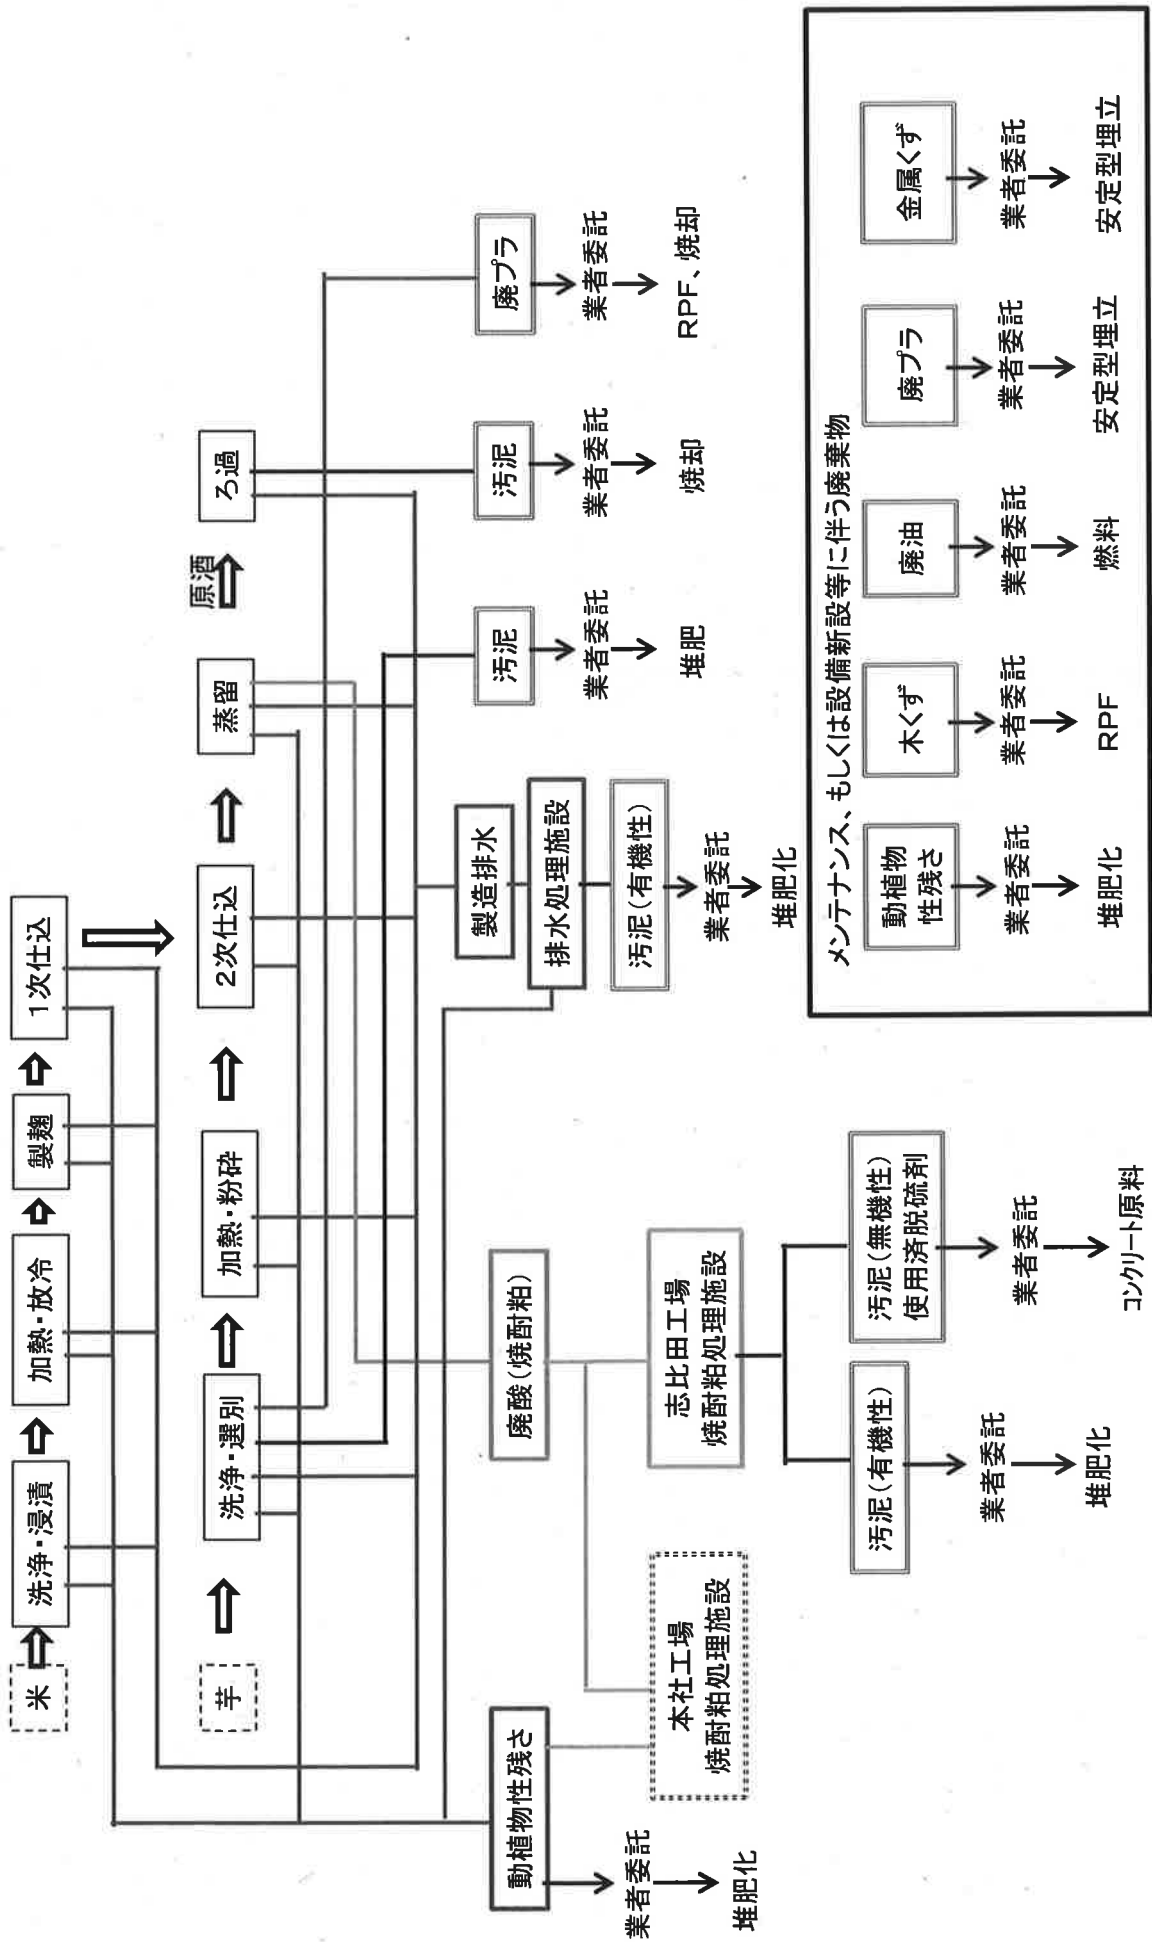 米
洗浄・浸漬
加熱・放冷
製麹
1次仕込
芋
洗浄・選別
加熱・粉砕
2次仕込
蒸留
原酒
ろ過
動植物性残さ
業者委託
堆肥化
廃酸(焼酎粕)
本社工場
焼酎粕処理施設
志比田工場
焼酎粕処理施設
汚泥(有機性)
業者委託
堆肥化
汚泥(無機性)
使用済脱硫剤
業者委託
コンクリート原料
製造排水
排水処理施設
汚泥(有機性)
業者委託
堆肥化
汚泥
業者委託
堆肥
汚泥
業者委託
焼却
廃プラ
業者委託
RPF、焼却
メンテナンス、もしくは設備新設等に伴う廃棄物
動植物
性残さ
業者委託
堆肥化
木くず
業者委託
RPF
廃油
業者委託
燃料
廃プラ
業者委託
安定型埋立
金属くず
業者委託
安定型埋立